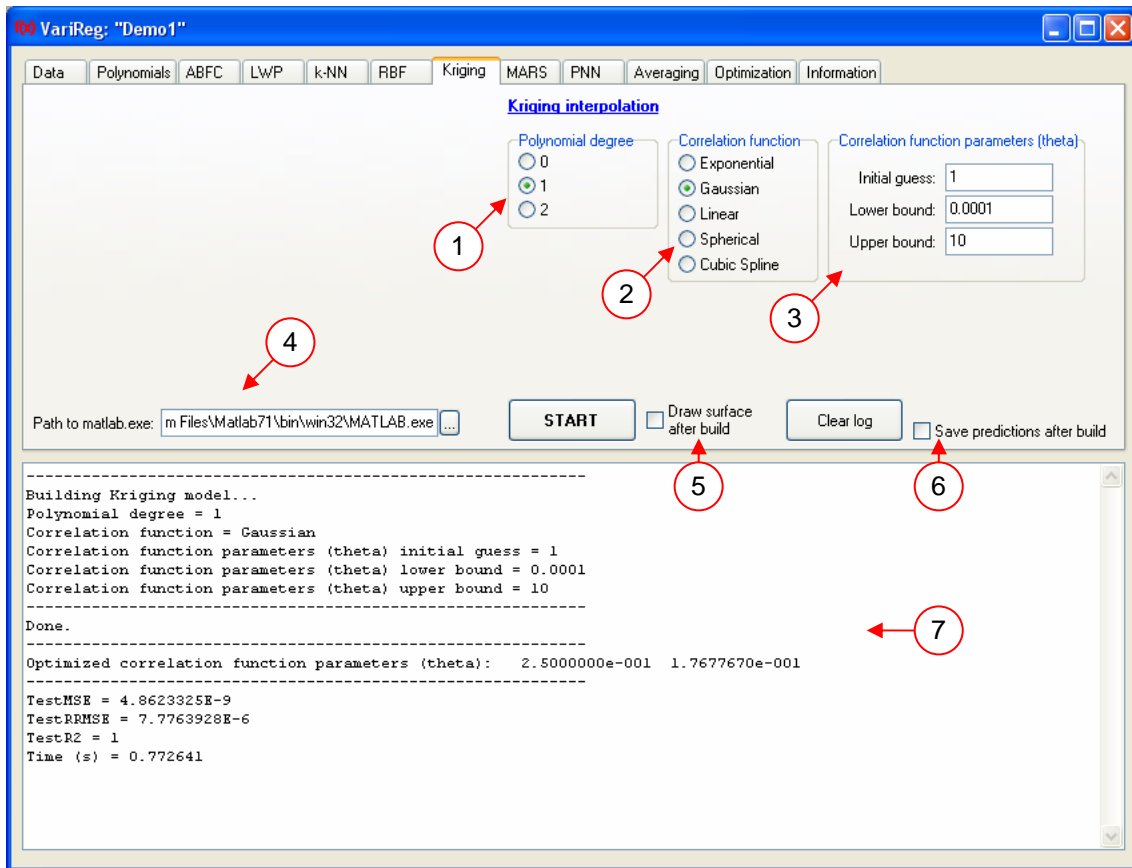 f(x) VariReg: "Demo1"
Data Polynomials ABFC LWP k-NN RBF Kriging MARS PNN Averaging Optimization Information
Kriging interpolation
Polynomial degree
0
1
2
1
Correlation function
Exponential
Gaussian
Linear
Spherical
Cubic Spline
2
Correlation function parameters (theta)
Initial guess: 1
Lower bound: 0.0001
Upper bound: 10
3
4
Path to matlab.exe: m Files\Matlab71\bin\win32\MATLAB.exe ...
START
Draw surface
after build
Clear log
Save predictions after build
5
6
--------------------------------------------------------
Building Kriging model...
Polynomial degree = 1
Correlation function = Gaussian
Correlation function parameters (theta) initial guess = 1
Correlation function parameters (theta) lower bound = 0.0001
Correlation function parameters (theta) upper bound = 10
--------------------------------------------------------
Done.
7
--------------------------------------------------------
Optimized correlation function parameters (theta): 2.5000000e-001 1.7677670e-001
--------------------------------------------------------
TestMSE = 4.8623325E-9
TestRRMSE = 7.7763928E-6
TestR2 = 1
Time (s) = 0.772641